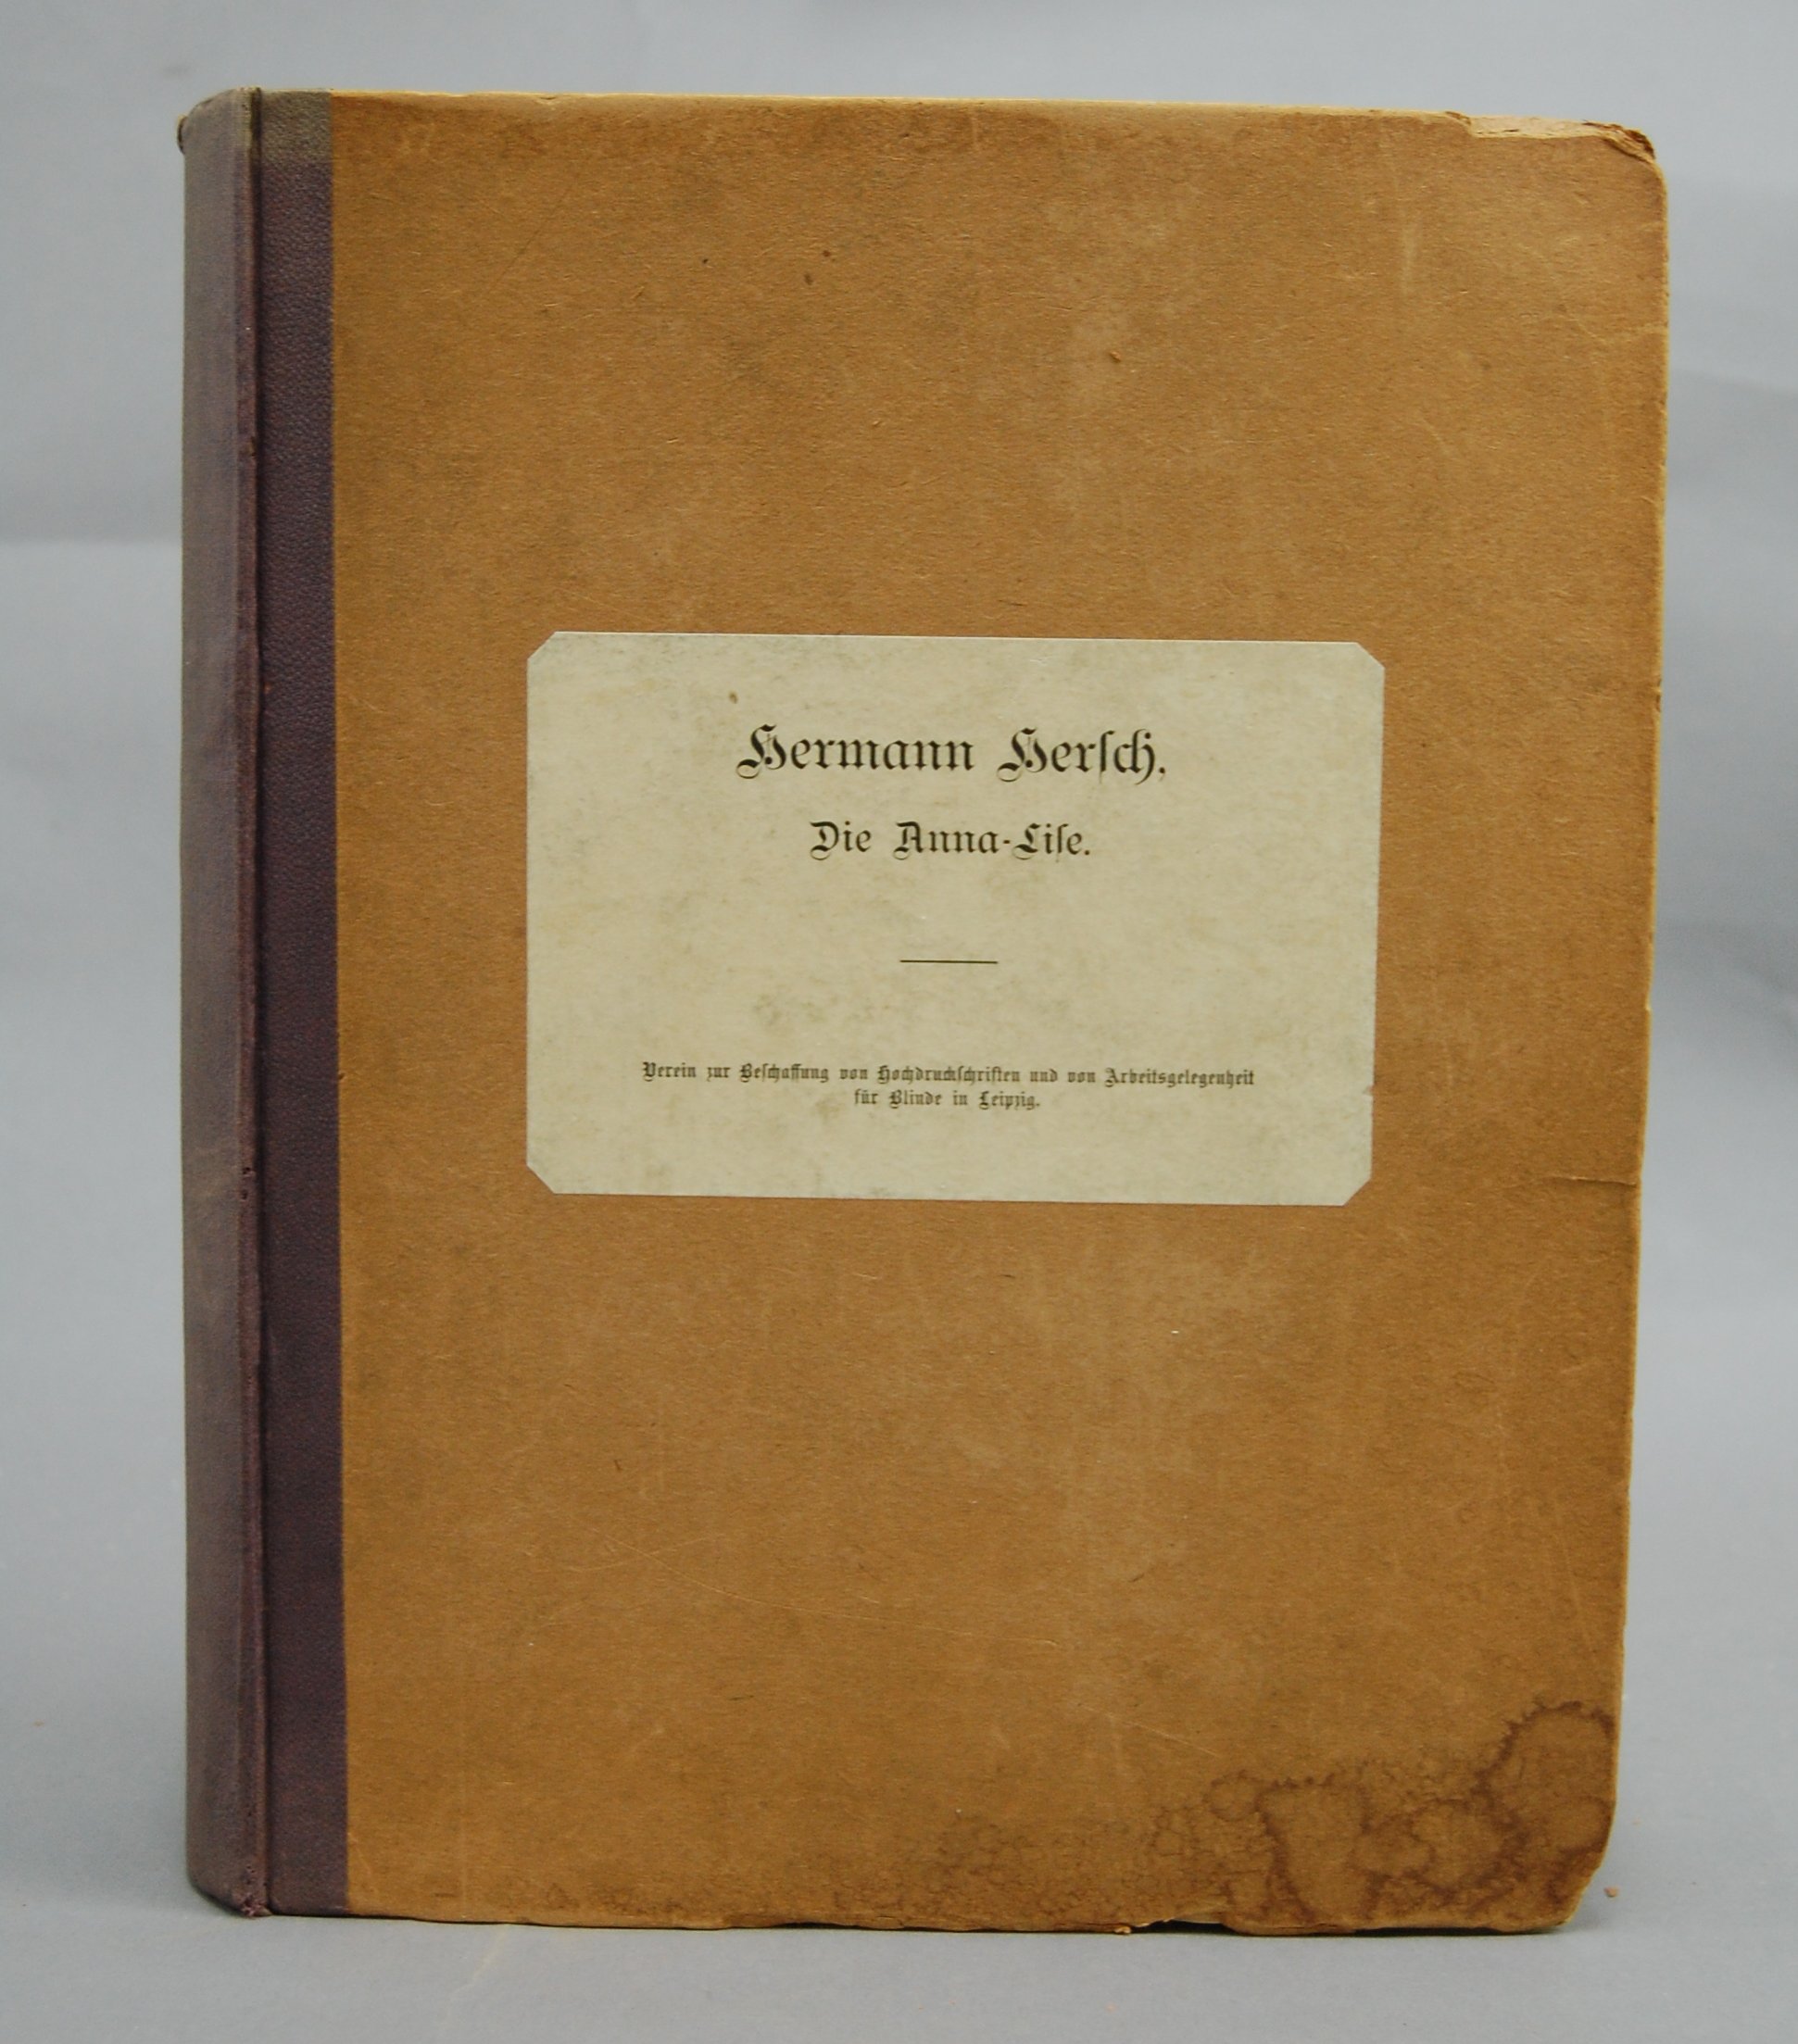 Hermann Herſch.
Die Anna-Liſe.
Verein zur Beſchaffung von Hochdruckſchriften und von Arbeitsgelegenheit
für Blinde in Leipzig.